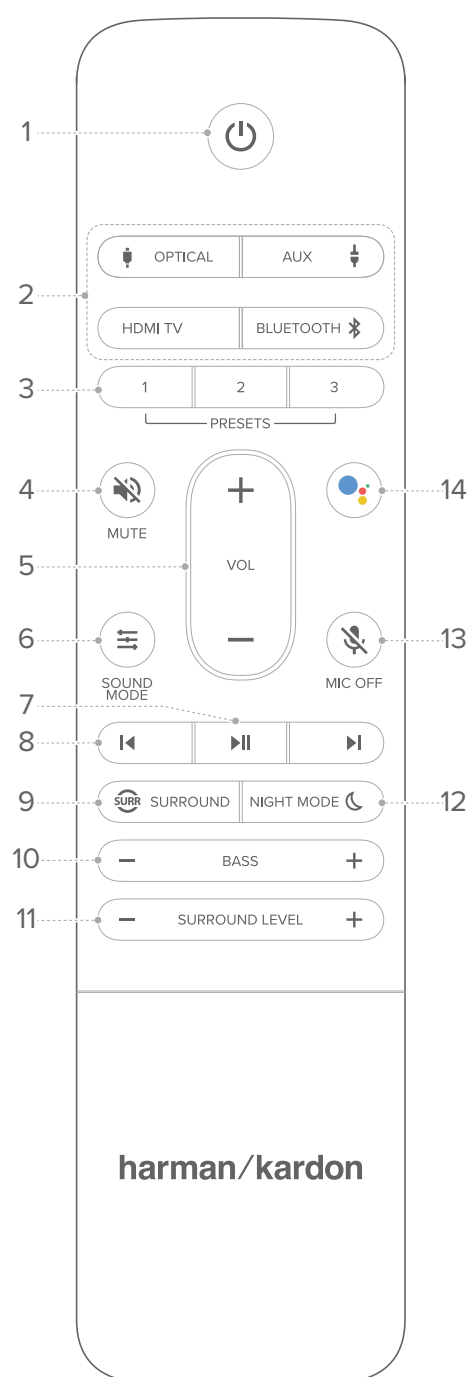 1
OPTICAL AUX
2
HDMI TV BLUETOOTH
3 1 2 3
PRESETS
4 14
MUTE
5 VOL
6 13
SOUND MODE MIC OFF
7
8
9 SURR SURROUND NIGHT MODE 12
10 BASS
11 SURROUND LEVEL
harman/kardon